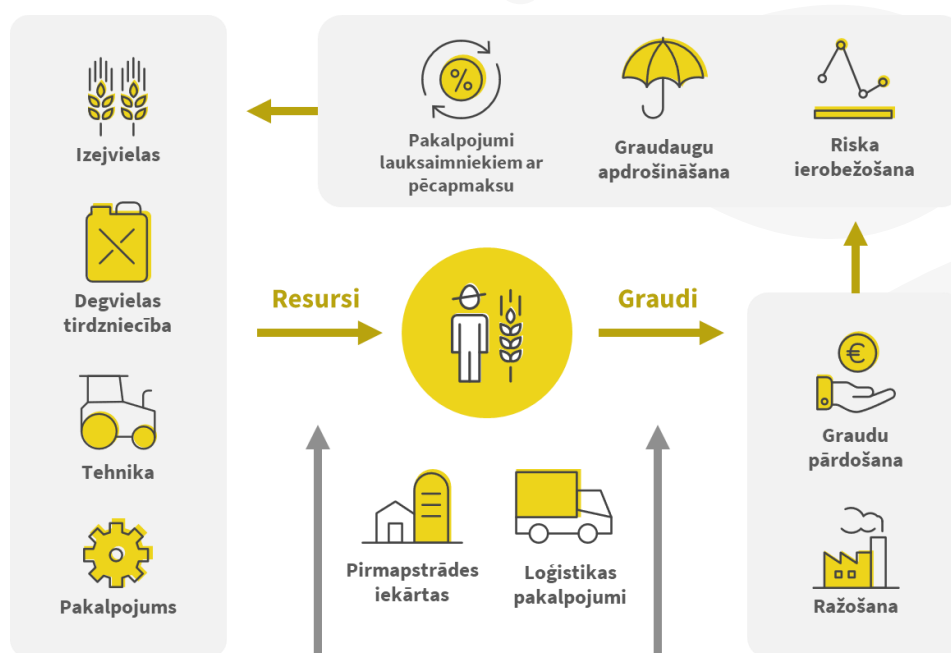 Izejvielas
Degvielas
tirdzniecība
Tehnika
Pakalpojums
%
Pakalpojumi
lauksaimniekiem ar
pēcapmaksu
Graudaugu
apdrošināšana
Riska
ierobežošana
Resursi
Graudi
Pirmapstrādes
iekārtas
Loģistikas
pakalpojumi
€
Graudu
pārdošana
Ražošana